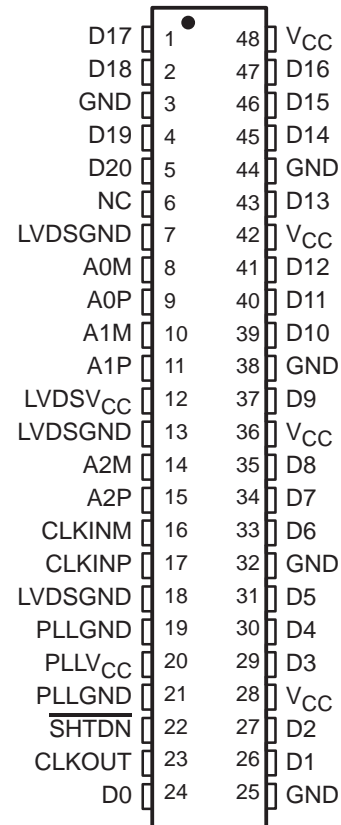 D17 1 48 VCC
D18 2 47 D16
GND 3 46 D15
D19 4 45 D14
D20 5 44 GND
NC 6 43 D13
LVDSGND 7 42 VCC
A0M 8 41 D12
A0P 9 40 D11
A1M 10 39 D10
A1P 11 38 GND
LVDSVCC 12 37 D9
LVDSGND 13 36 VCC
A2M 14 35 D8
A2P 15 34 D7
CLKINM 16 33 D6
CLKINP 17 32 GND
LVDSGND 18 31 D5
PLLGND 19 30 D4
PLLVCC 20 29 D3
PLLGND 21 28 VCC
SHTDN 22 27 D2
CLKOUT 23 26 D1
D0 24 25 GND